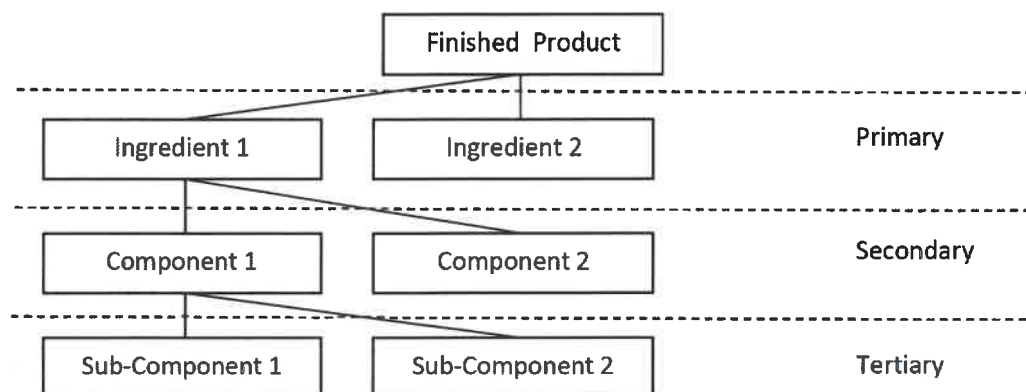 Finished Product
Ingredient 1 Ingredient 2 Primary
Component 1 Component 2 Secondary
Sub-Component 1 Sub-Component 2 Tertiary